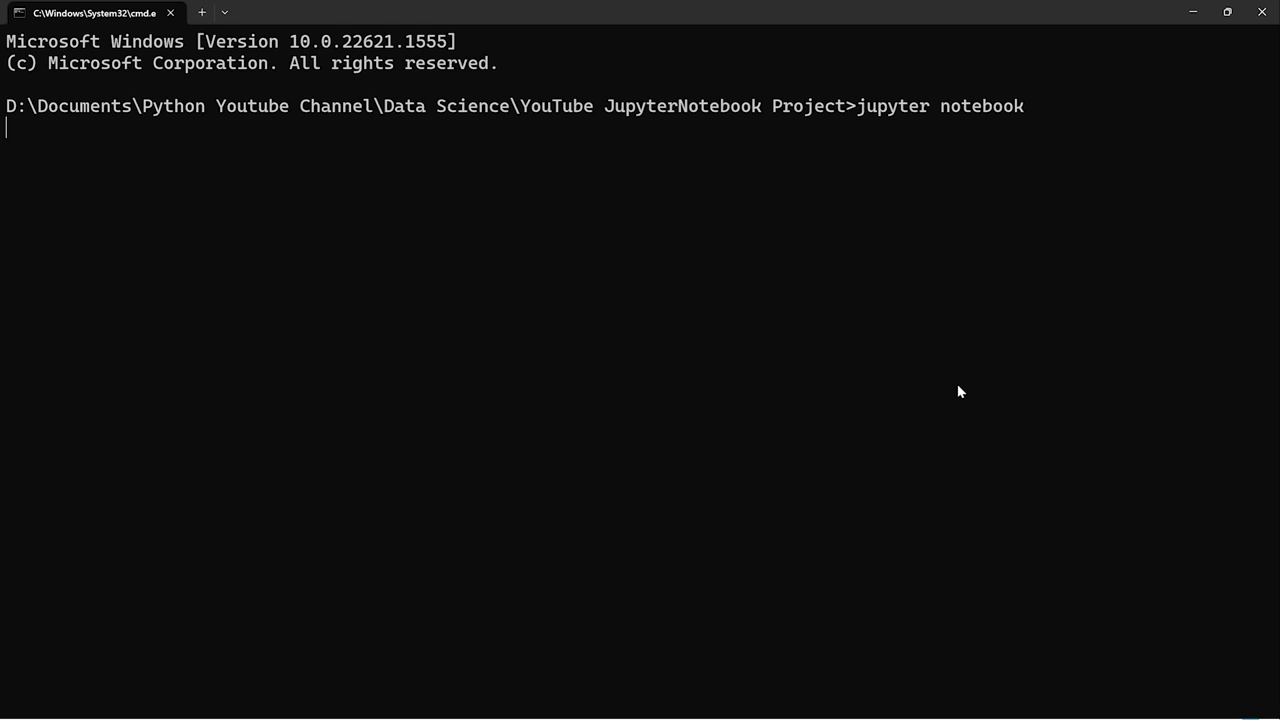 C:\Windows\System32\cmd.e
Microsoft Windows [Version 10.0.22621.1555]
(c) Microsoft Corporation. All rights reserved.
D:\Documents\Python Youtube Channel\Data Science\YouTube JupyterNotebook Project>jupyter notebook